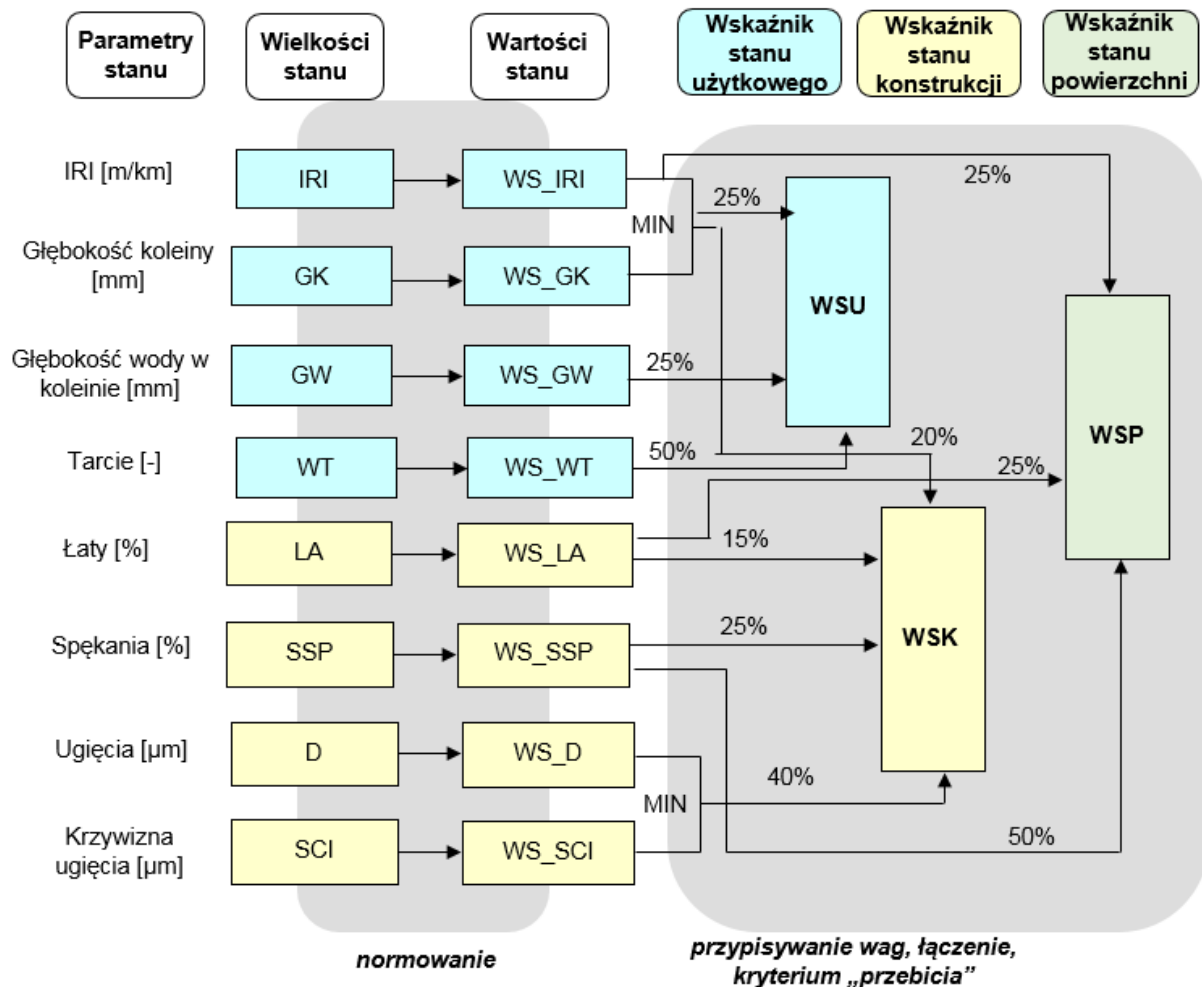 Parametry
stanu
Wielkości
stanu
Wartości
stanu
Wskaźnik
stanu
użytkowego
Wskaźnik
stanu
konstrukcji
Wskaźnik
stanu
powierzchni
IRI [m/km]
IRI
WS_IRI
25%
25%
MIN
Głębokość koleiny
[mm]
GK
WS_GK
WSU
Głębokość wody w
koleinie [mm]
GW
WS_GW
25%
WSP
Tarcie [-]
WT
WS_WT
50%
20%
25%
Łaty [%]
LA
WS_LA
15%
Spękania [%]
SSP
WS_SSP
25%
WSK
Ugięcia [μm]
D
WS_D
40%
MIN
Krzywizna
ugięcia [μm]
SCI
WS_SCI
50%
normowanie
przypisywanie wag, łączenie,
kryterium „przebicia”